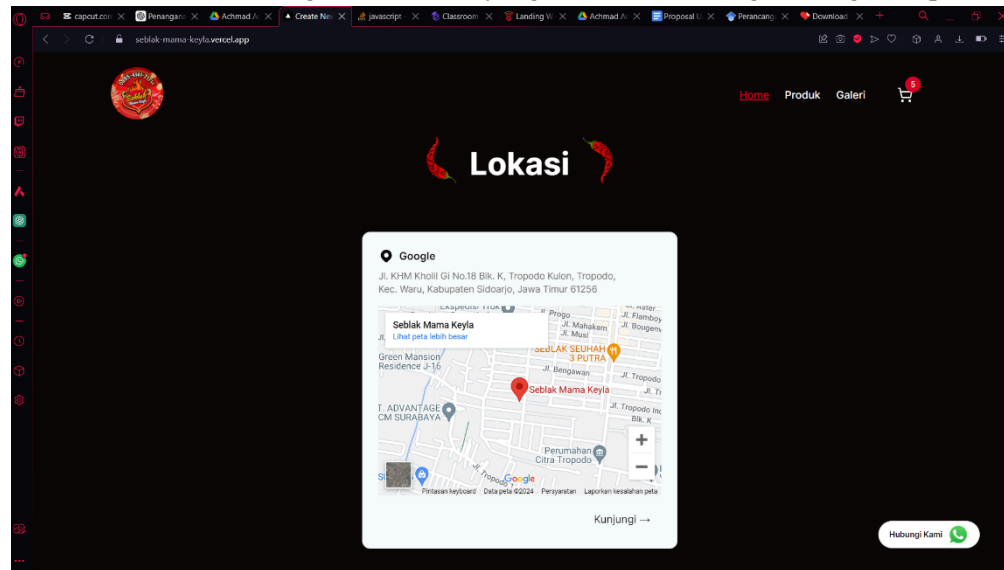 capcut.com
Penangana
Achmad A
Create Ne
javascript
Classroom
Landing W
Achmad A
Proposal U
Perancang
Download
seblak-mama-keyla.vercel.app
Home Produk Galeri 5
Lokasi
Google
Jl. KHM Kholil Gi No.18 Blk. K, Tropodo Kulon, Tropodo,
Kec. Waru, Kabupaten Sidoarjo, Jawa Timur 61256
Seblak Mama Keyla
Lihat peta lebih besar
Jl. Progo
Jl. Flamboy
Jl. Mahakam
Jl. Bougenv
Jl. Musi
SEBLAK SEUHAH
3 PUTRA
Green Mansion
Residence J-16
Jl. Bengawan
Jl. Tropodo
Seblak Mama Keyla
T. ADVANTAGE
CM SURABAYA
Jl. Tropodo Ind
Blk. K
Perumahan
Citra Tropodo
Jl. Tropodo 1
Google
Pintasan keyboard Data peta ©2024 Persyaratan Laporkan kesalahan peta
Kunjungi →
Hubungi Kami